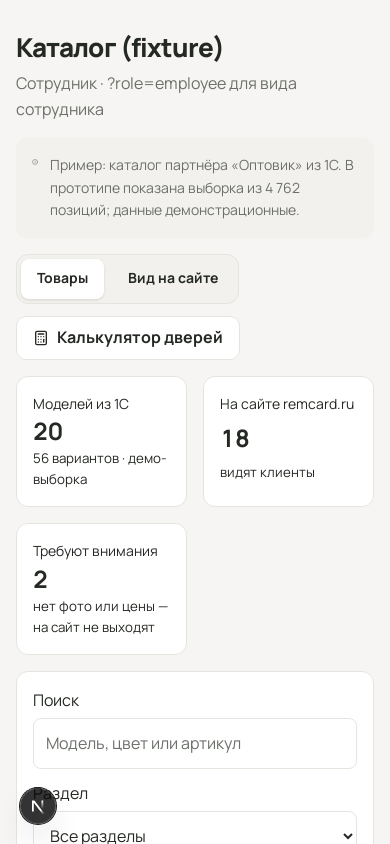 Каталог (fixture)
Сотрудник · ?role=employee для вида
сотрудника
Пример: каталог партнёра «Оптовик» из 1С. В
прототипе показана выборка из 4 762
позиций; данные демонстрационные.
Товары
Вид на сайте
Калькулятор дверей
Моделей из 1С
20
56 вариантов · демо-
выборка
На сайте remcard.ru
18
видят клиенты
Требуют внимания
2
нет фото или цены —
на сайт не выходят
Поиск
Модель, цвет или артикул
Раздел
N
Все разделы